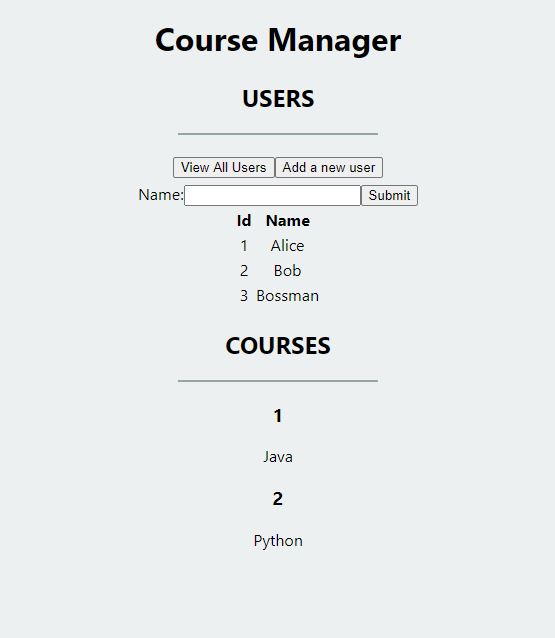 Course Manager
USERS
View All Users Add a new user
Name: Submit
Id Name
1 Alice
2 Bob
3 Bossman
COURSES
1
Java
2
Python